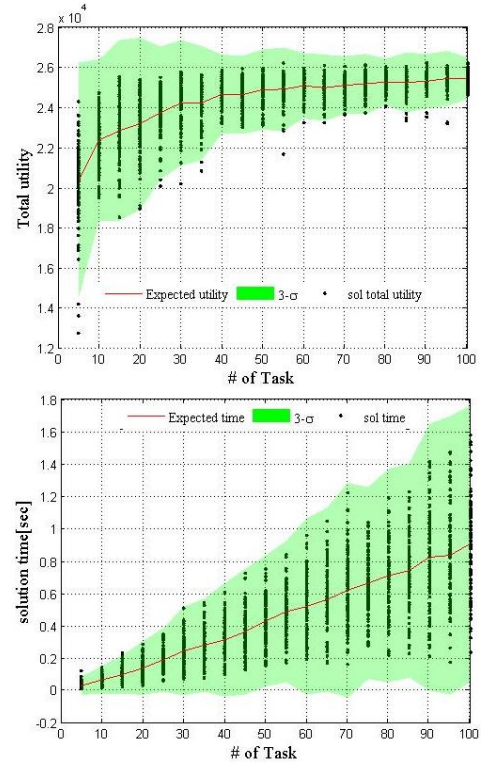 x 10⁴
2.8
2.6
2.4
2.2
2
1.8
1.6
1.4
1.2
Total utility
Expected utility 3-σ sol total utility
0 10 20 30 40 50 60 70 80 90 100
# of Task
1.8
1.6
1.4
1.2
1
0.8
0.6
0.4
0.2
0
-0.2
solution time[sec]
Expected time 3-σ sol time
0 10 20 30 40 50 60 70 80 90 100
# of Task